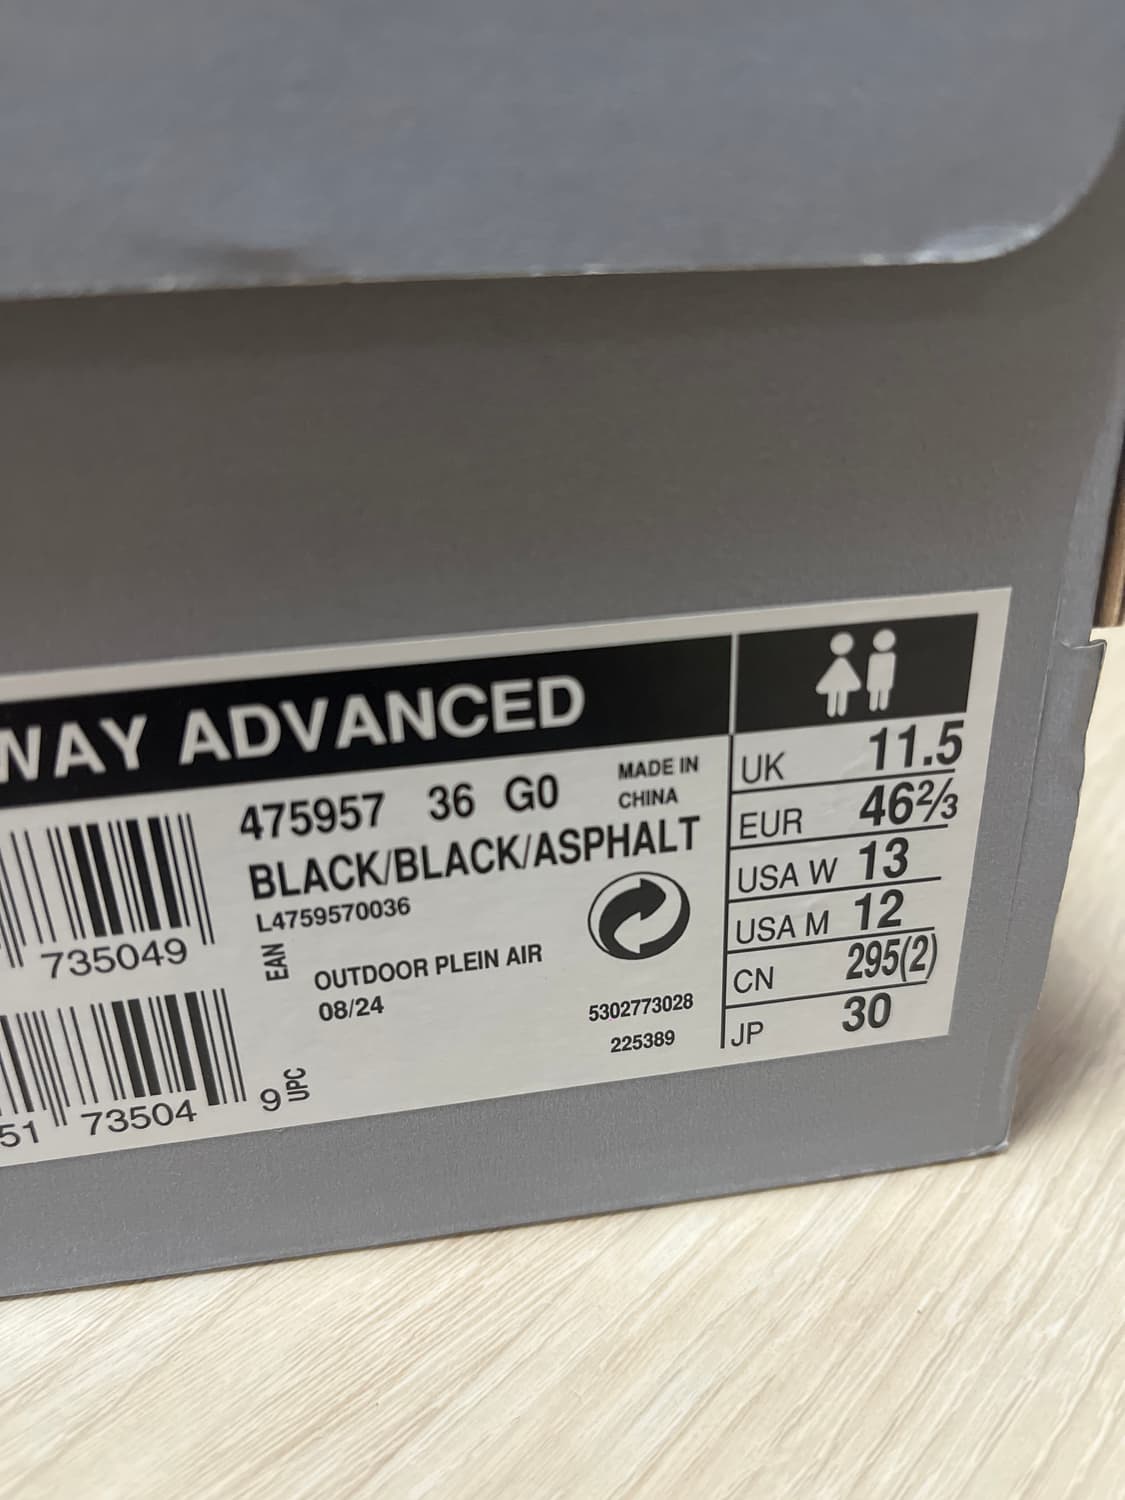 WAY ADVANCED
475957 36 G0
MADE IN
CHINA
BLACK/BLACK/ASPHALT
L4759570036
735049
EAN
OUTDOOR PLEIN AIR
08/24
5302773028
225389
51 73504 9
UPC
UK 11.5
EUR 46⅔
USA W 13
USA M 12
CN 295(2)
JP 30